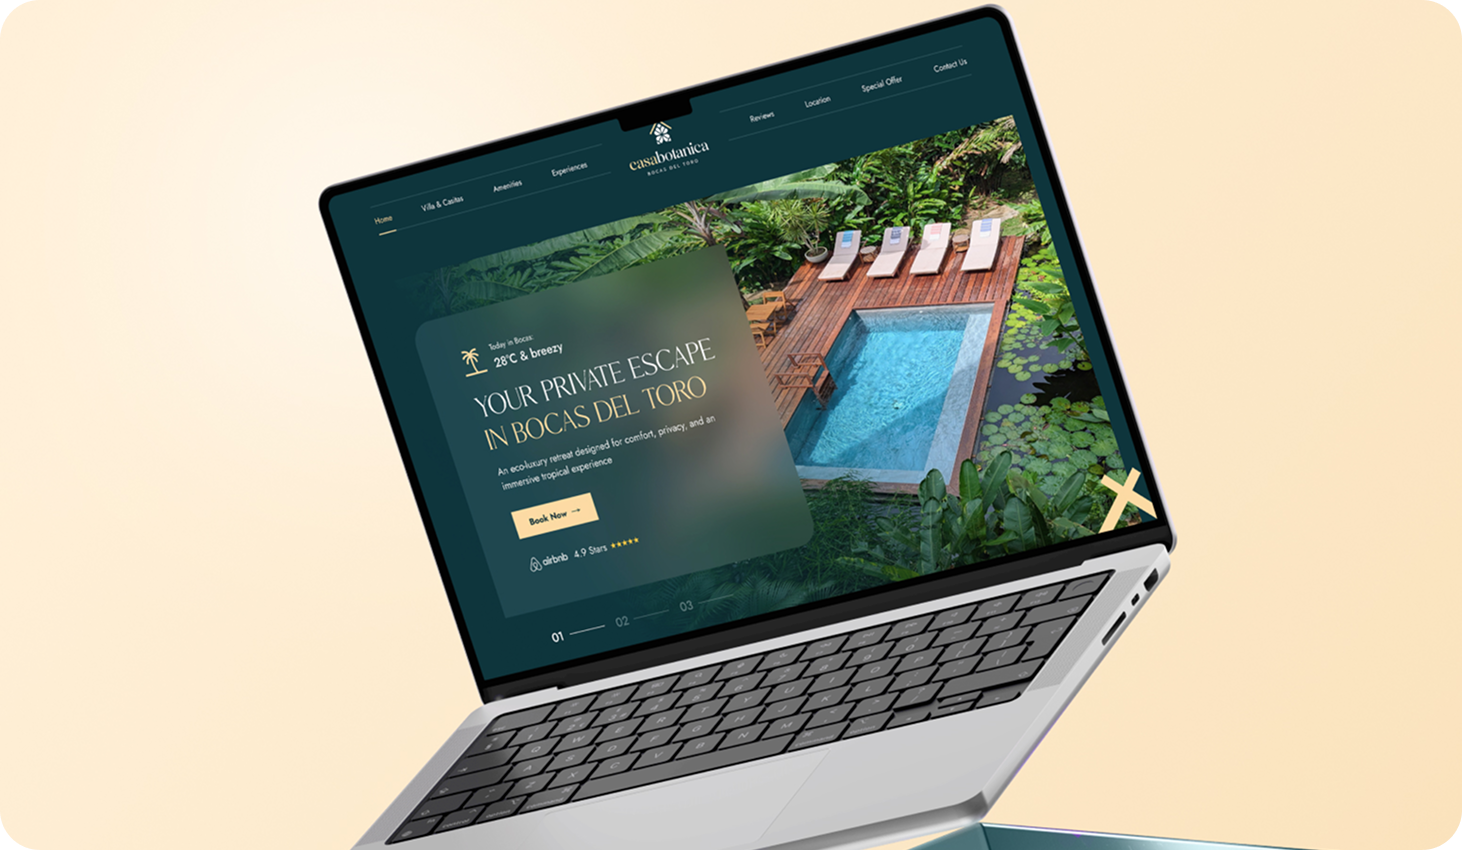 Home
Villa & Casitas
Amenities
Experiences
casabotanica
BOCAS DEL TORO
Reviews
Location
Special Offer
Contact Us
Today in Bocas:
28°C & breezy
YOUR PRIVATE ESCAPE
IN BOCAS DEL TORO
An eco-luxury retreat designed for comfort, privacy, and an
immersive tropical experience
Book Now →
airbnb 4.9 Stars ★★★★★
01
02
03